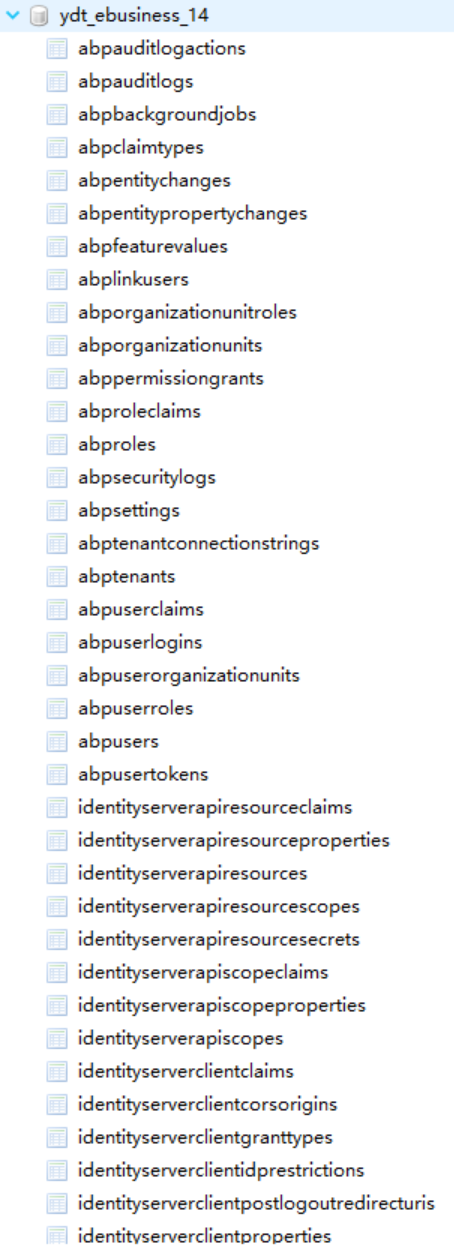 ydt_ebusiness_14
abpauditlogactions
abpauditlogs
abpbackgroundjobs
abpclaimtypes
abpentitychanges
abpentitypropertychanges
abpfeaturevalues
abplinkusers
abporganizationunitroles
abporganizationunits
abppermissiongrants
abproleclaims
abproles
abpsecuritylogs
abpsettings
abptenantconnectionstrings
abptenants
abpuserclaims
abpuserlogins
abpuserorganizationunits
abpuserroles
abpusers
abpusertokens
identityserverapiresourceclaims
identityserverapiresourceproperties
identityserverapiresources
identityserverapiresourcescopes
identityserverapiresourcesecrets
identityserverapiscopeclaims
identityserverapiscopeproperties
identityserverapiscopes
identityserverclientclaims
identityserverclientcorsorigins
identityserverclientgranttypes
identityserverclientidprestrictions
identityserverclientpostlogoutredirecturis
identityserverclientproperties